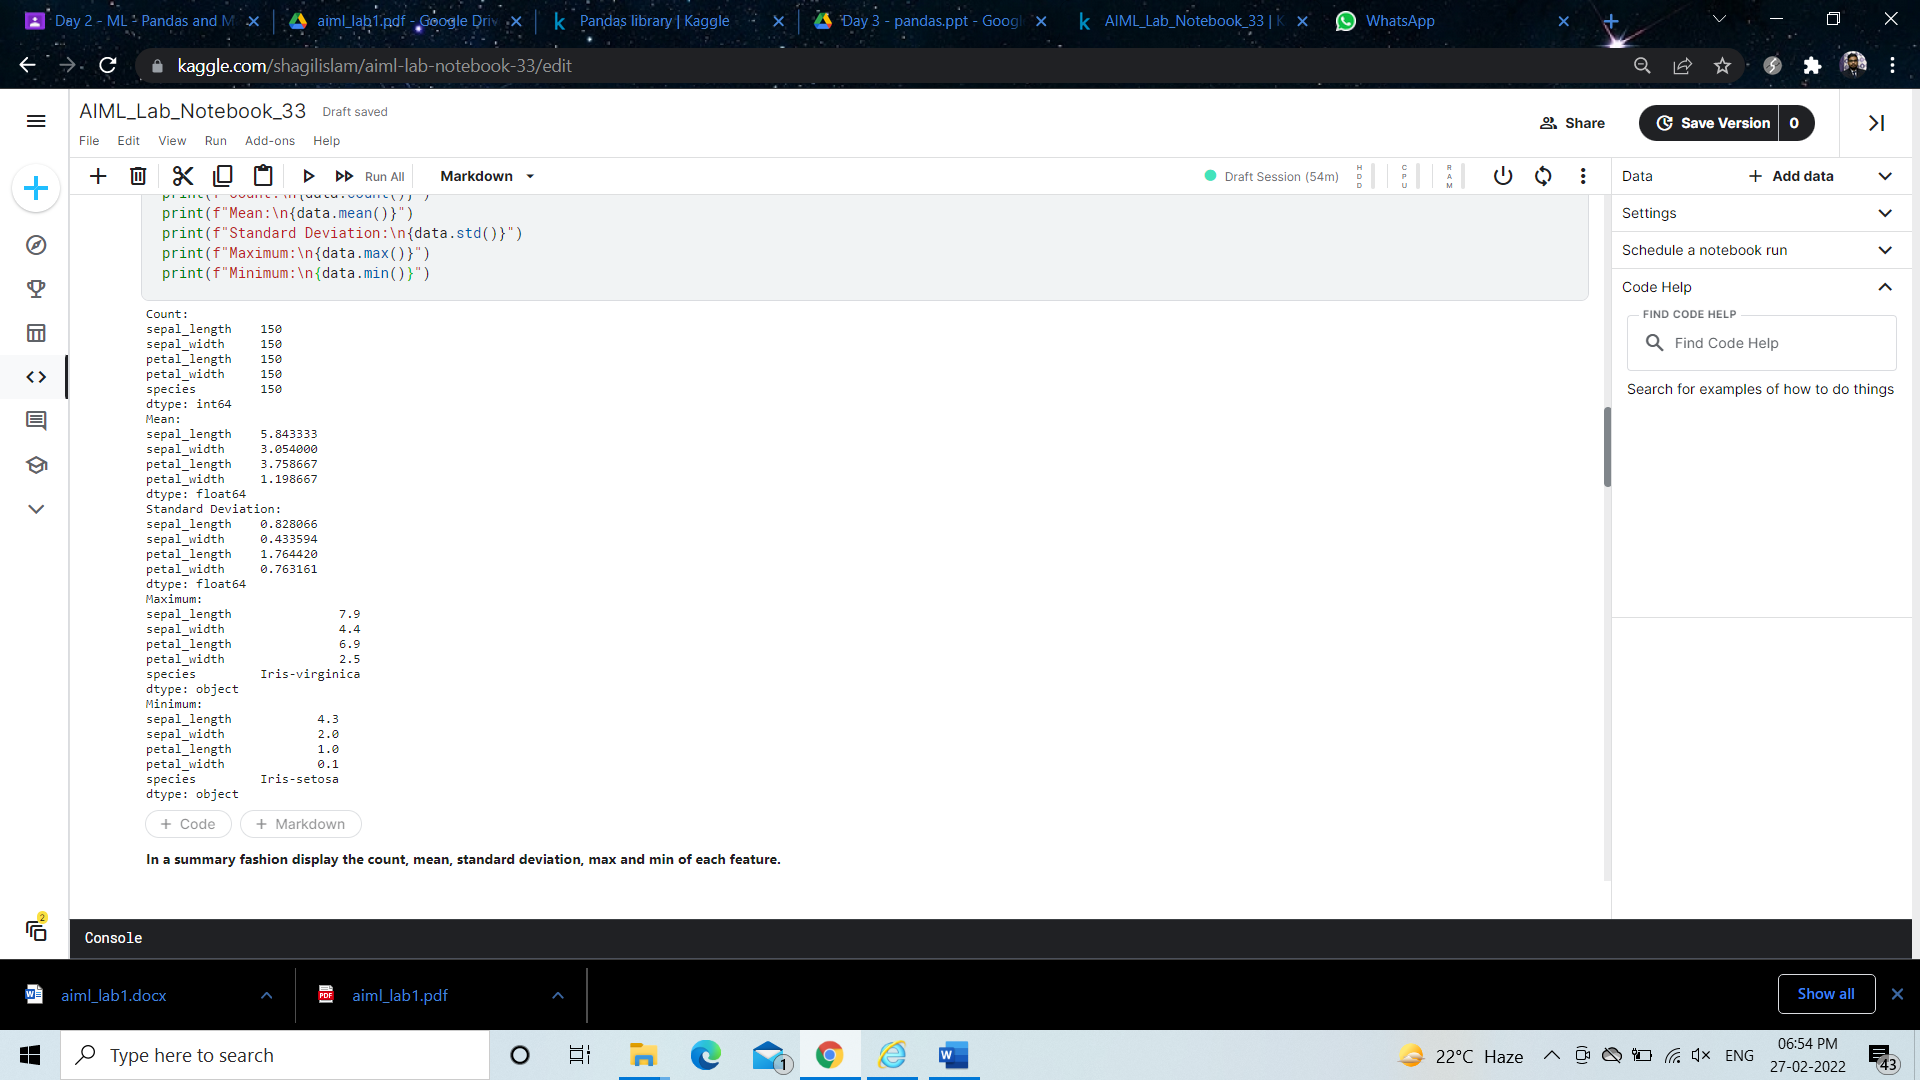 Day 2 - ML - Pandas and M
aiml_lab1.pdf - Google Driv
Pandas library | Kaggle
Day 3 - pandas.ppt - Googl
AIML_Lab_Notebook_33 | K
WhatsApp
kaggle.com/shagilislam/aiml-lab-notebook-33/edit
AIML_Lab_Notebook_33
Draft saved
Share
Save Version
0
File
Edit
View
Run
Add-ons
Help
Run All
Markdown
Draft Session (54m)
HDD
CPU
RAM
Data
Add data
Settings
Schedule a notebook run
Code Help
FIND CODE HELP
Find Code Help
Search for examples of how to do things
print(f"Count:\n{data.count()}")
print(f"Mean:\n{data.mean()}")
print(f"Standard Deviation:\n{data.std()}")
print(f"Maximum:\n{data.max()}")
print(f"Minimum:\n{data.min()}")
Count:
sepal_length 150
sepal_width 150
petal_length 150
petal_width 150
species 150
dtype: int64
Mean:
sepal_length 5.843333
sepal_width 3.054000
petal_length 3.758667
petal_width 1.198667
dtype: float64
Standard Deviation:
sepal_length 0.828066
sepal_width 0.433594
petal_length 1.764420
petal_width 0.763161
dtype: float64
Maximum:
sepal_length 7.9
sepal_width 4.4
petal_length 6.9
petal_width 2.5
species Iris-virginica
dtype: object
Minimum:
sepal_length 4.3
sepal_width 2.0
petal_length 1.0
petal_width 0.1
species Iris-setosa
dtype: object
+ Code
+ Markdown
In a summary fashion display the count, mean, standard deviation, max and min of each feature.
2
Console
aiml_lab1.docx
aiml_lab1.pdf
Show all
Type here to search
1
22°C Haze
ENG
06:54 PM
27-02-2022
43